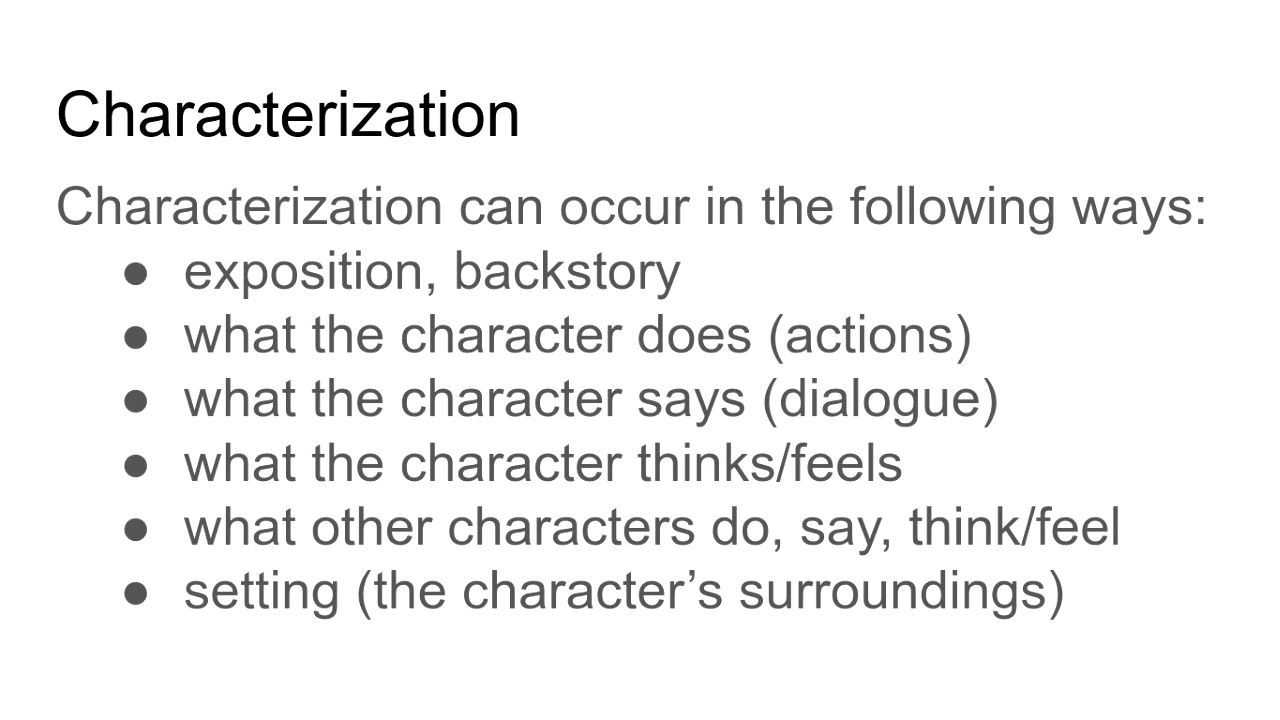 Characterization
Characterization can occur in the following ways:
● exposition, backstory
● what the character does (actions)
● what the character says (dialogue)
● what the character thinks/feels
● what other characters do, say, think/feel
● setting (the character’s surroundings)